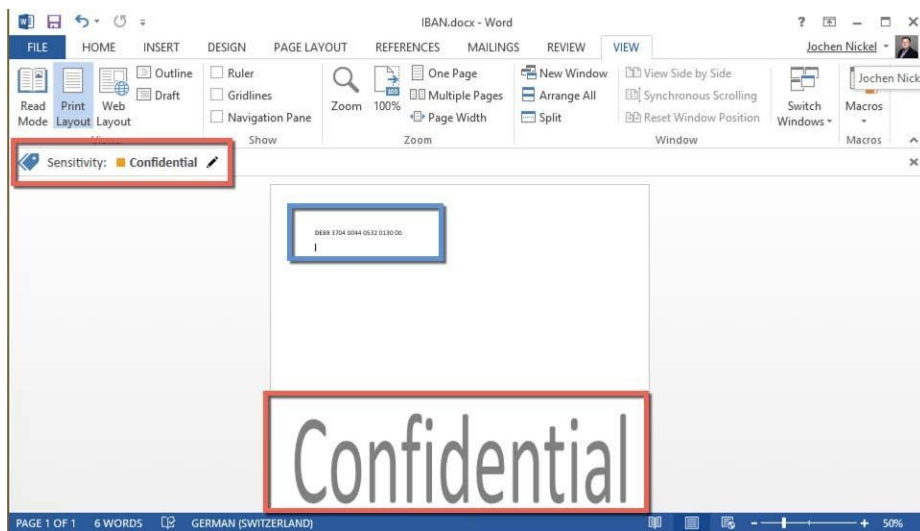 IBAN.docx - Word
FILE HOME INSERT DESIGN PAGE LAYOUT REFERENCES MAILINGS REVIEW VIEW Jochen Nickel
Read Mode
Print Layout
Web Layout
Outline
Draft
Ruler
Gridlines
Navigation Pane
Show
Zoom
100%
One Page
Multiple Pages
Page Width
Zoom
New Window
Arrange All
Split
View Side by Side
Synchronous Scrolling
Reset Window Position
Window
Switch Windows
Macros
Macros
Jochen Nick
Sensitivity: Confidential
DE89 3704 0044 0532 0130 00
Confidential
PAGE 1 OF 1 6 WORDS GERMAN (SWITZERLAND) 50%